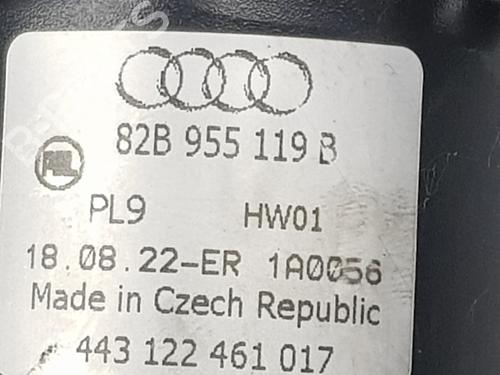 82B 955 119 B
PL9 HW01
18.08.22-ER 1A0056
Made in Czech Republic
443 122 461 017